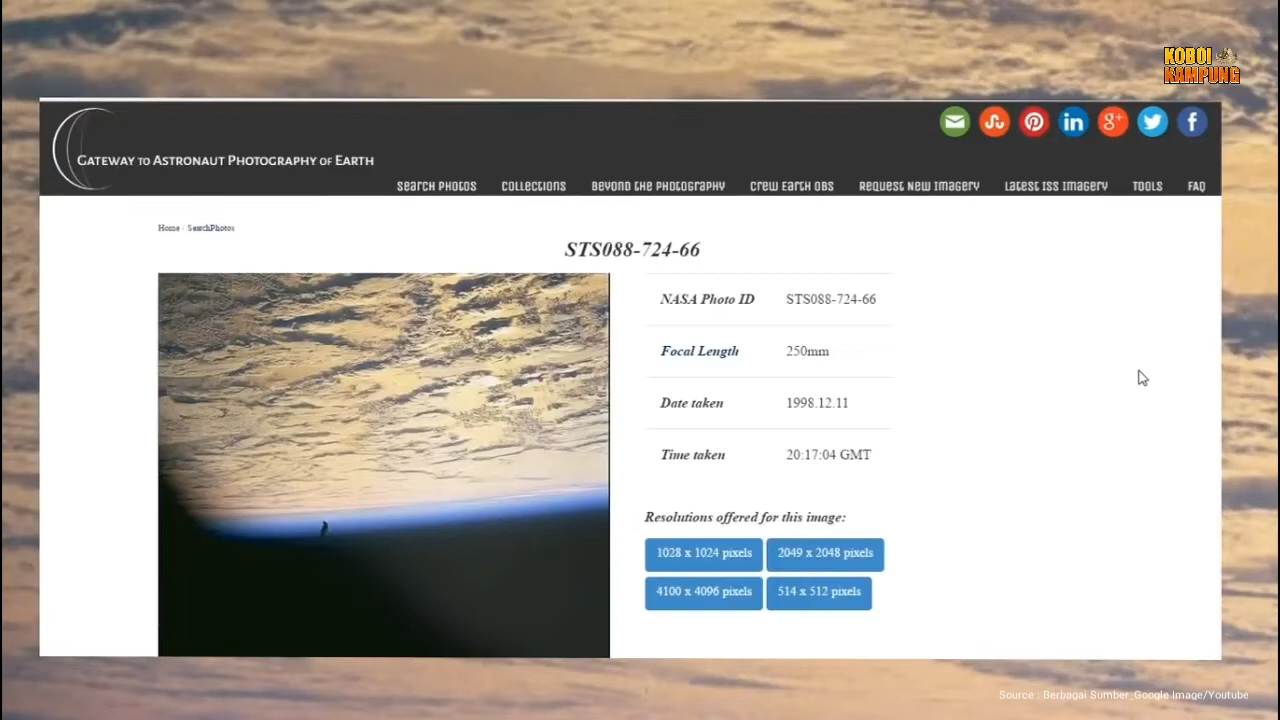 KOBOI
KAMPUNG
GATEWAY TO ASTRONAUT PHOTOGRAPHY OF EARTH
Search Photos Collections Beyond the Photography Crew Earth Obs Request New Imagery Latest ISS Imagery Tools FAQ
Home / SearchPhotos
STS088-724-66
NASA Photo ID STS088-724-66
Focal Length 250mm
Date taken 1998.12.11
Time taken 20:17:04 GMT
Resolutions offered for this image:
1028 x 1024 pixels 2049 x 2048 pixels
4100 x 4096 pixels 514 x 512 pixels
Source : Berbagai Sumber_Google Image/Youtube